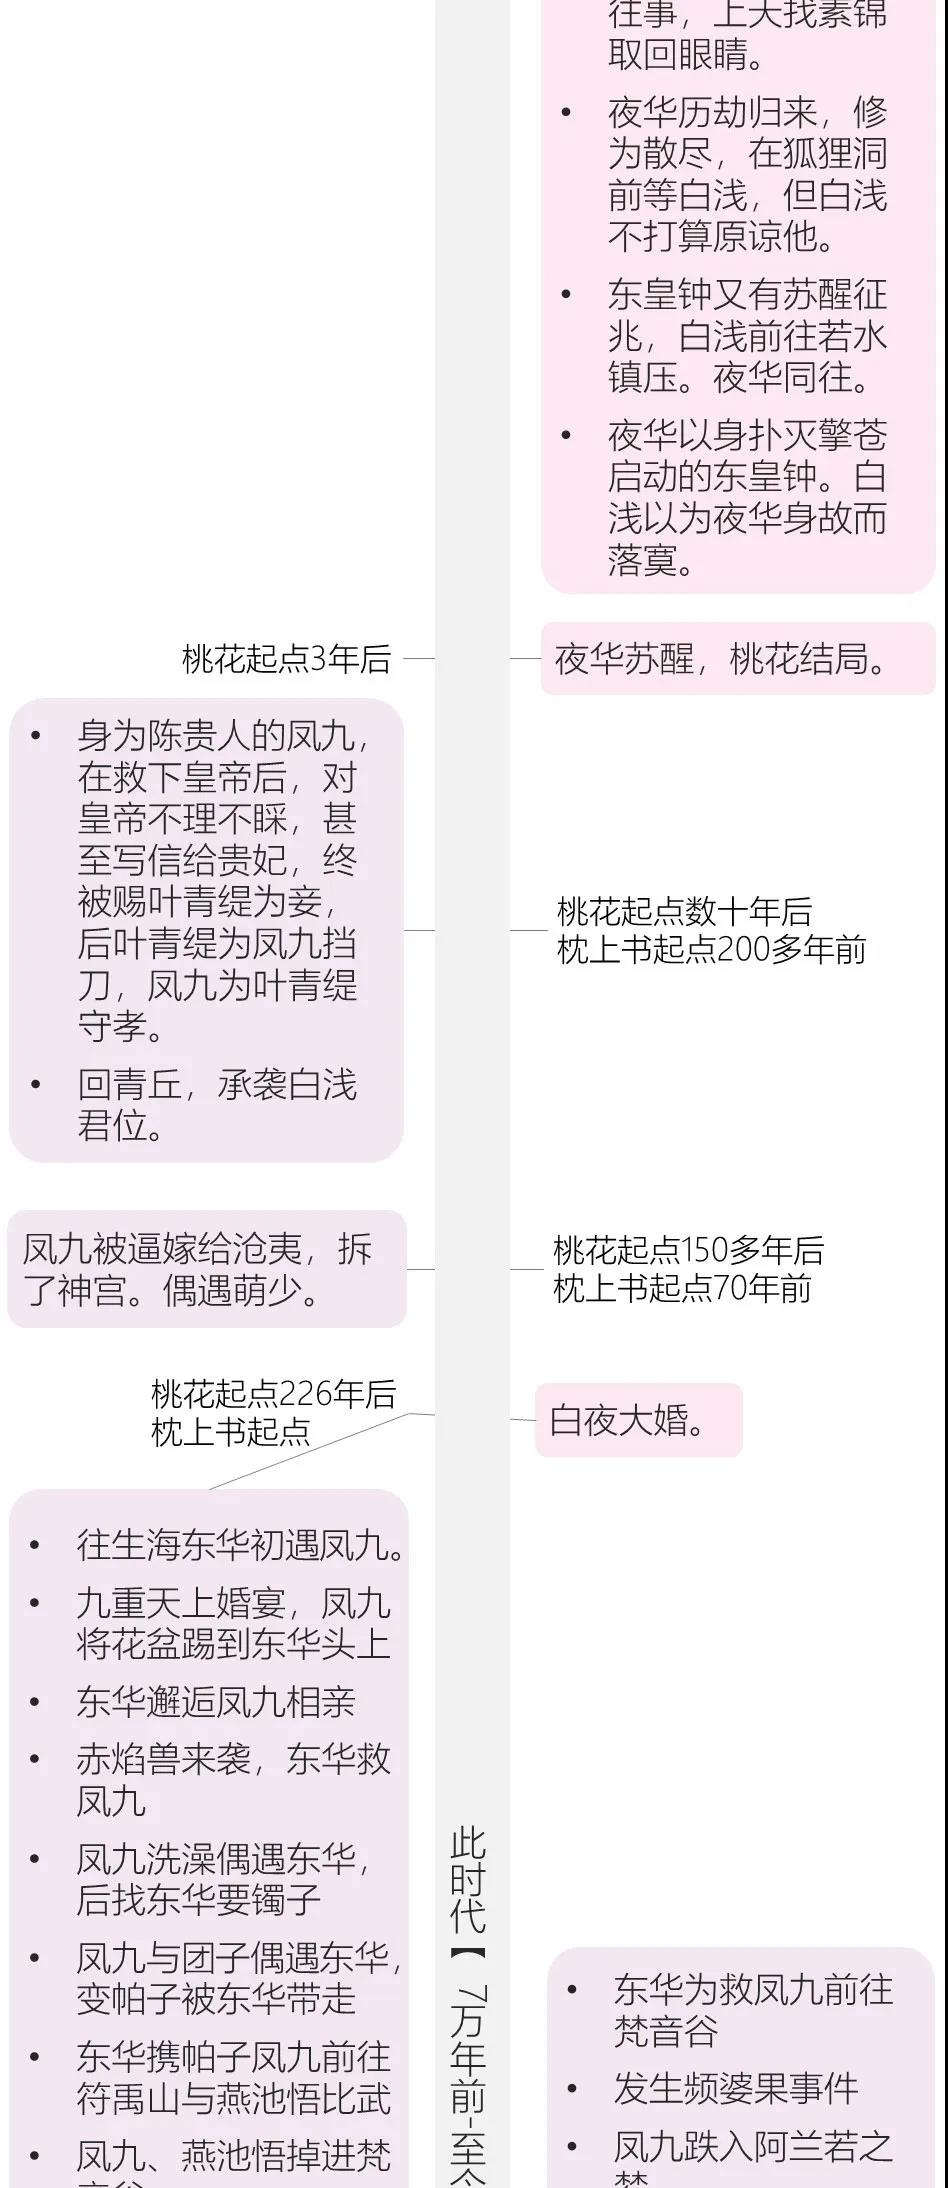 往事，上天找素锦
取回眼睛。
• 夜华历劫归来，修
为散尽，在狐狸洞
前等白浅，但白浅
不打算原谅他。
• 东皇钟又有苏醒征
兆，白浅前往若水
镇压。夜华同往。
• 夜华以身扑灭擎苍
启动的东皇钟。白
浅以为夜华身故而
落寞。
桃花起点3年后
夜华苏醒，桃花结局。
• 身为陈贵人的凤九，
在救下皇帝后，对
皇帝不理不睬，甚
至写信给贵妃，终
被赐叶青缇为妾，
后叶青缇为凤九挡
刀，凤九为叶青缇
守孝。
• 回青丘，承袭白浅
君位。
桃花起点数十年后
枕上书起点200多年前
凤九被逼嫁给沧夷，拆
了神宫。偶遇萌少。
桃花起点150多年后
枕上书起点70年前
桃花起点226年后
枕上书起点
白夜大婚。
• 往生海东华初遇凤九。
• 九重天上婚宴，凤九
将花盆踢到东华头上
• 东华邂逅凤九相亲
• 赤焰兽来袭，东华救
凤九
• 凤九洗澡偶遇东华，
后找东华要镯子
• 凤九与团子偶遇东华，
变帕子被东华带走
• 东华携帕子凤九前往
符禹山与燕池悟比武
• 凤九、燕池悟掉进梵
音谷
此时代【7万年前-至今
• 东华为救凤九前往
梵音谷
• 发生频婆果事件
• 凤九跌入阿兰若之
梦